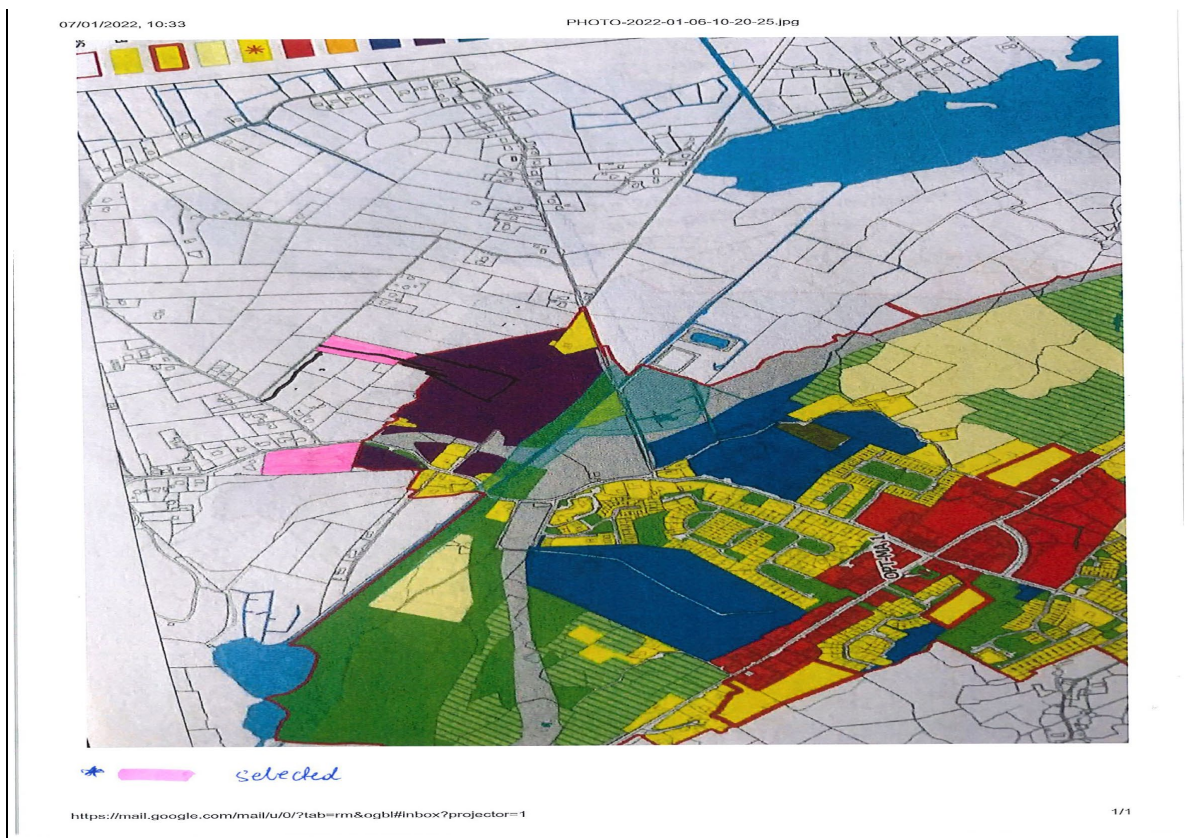 07/01/2022, 10:33
PHOTO-2022-01-06-10-20-25.jpg
* selected
https://mail.google.com/mail/u/0/?tab=rm&ogbl#inbox?projector=1
1/1